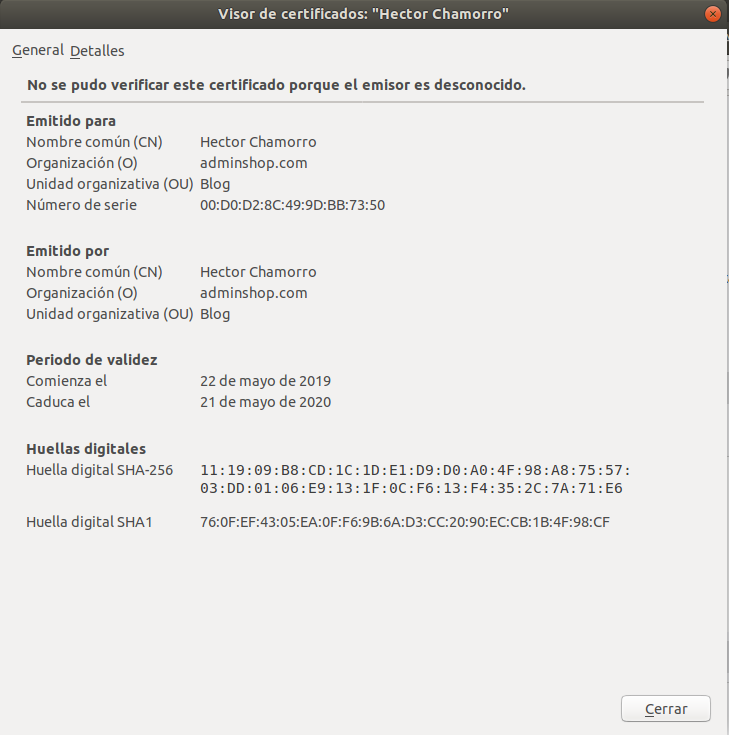 Visor de certificados: "Hector Chamorro"
General Detalles
No se pudo verificar este certificado porque el emisor es desconocido.
Emitido para
Nombre común (CN) Hector Chamorro
Organización (O) adminshop.com
Unidad organizativa (OU) Blog
Número de serie 00:D0:D2:8C:49:9D:BB:73:50
Emitido por
Nombre común (CN) Hector Chamorro
Organización (O) adminshop.com
Unidad organizativa (OU) Blog
Periodo de validez
Comienza el 22 de mayo de 2019
Caduca el 21 de mayo de 2020
Huellas digitales
Huella digital SHA-256 11:19:09:B8:CD:1C:1D:E1:D9:D0:A0:4F:98:A8:75:57:
03:DD:01:06:E9:13:1F:0C:F6:13:F4:35:2C:7A:71:E6
Huella digital SHA1 76:0F:EF:43:05:EA:0F:F6:9B:6A:D3:CC:20:90:EC:CB:1B:4F:98:CF
Cerrar